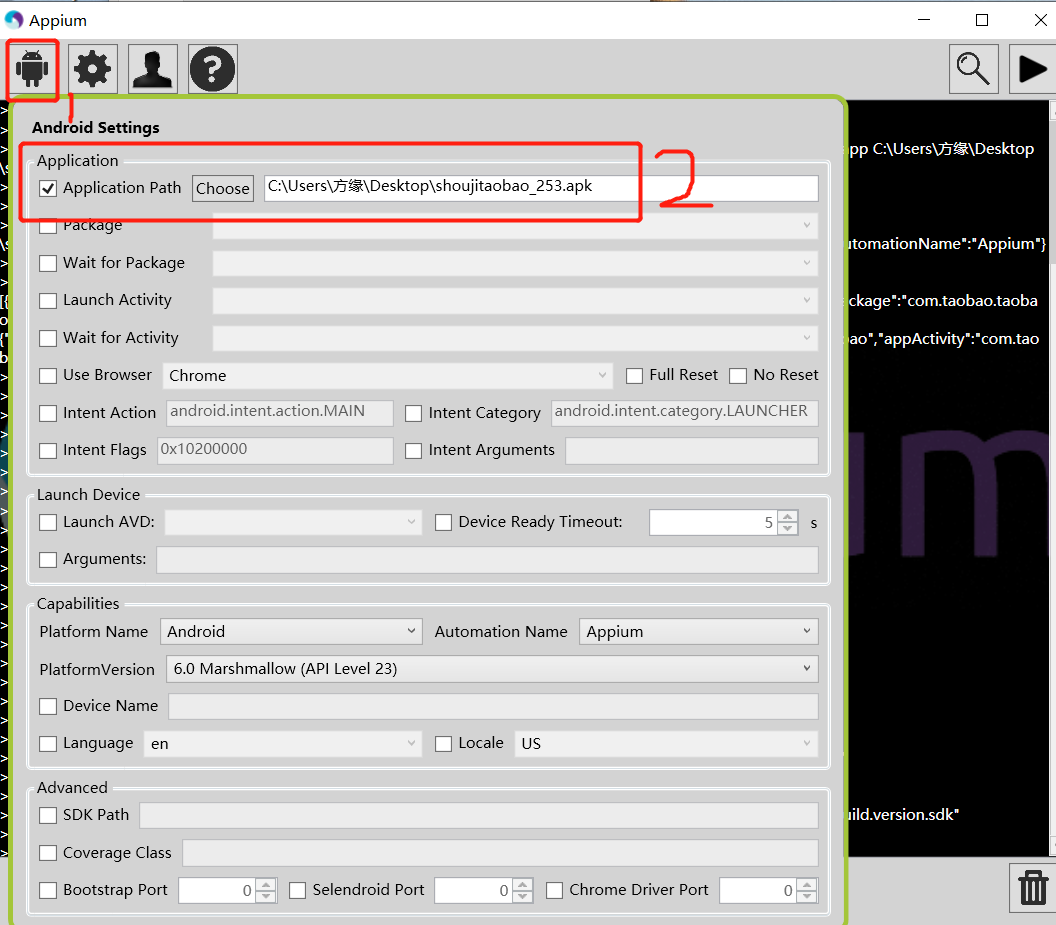 Appium
1
Android Settings
Application
Application Path Choose C:\Users\方缘\Desktop\shoujitaobao_253.apk
2
Package
Wait for Package
Launch Activity
Wait for Activity
Use Browser Chrome Full Reset No Reset
Intent Action android.intent.action.MAIN Intent Category android.intent.category.LAUNCHER
Intent Flags 0x10200000 Intent Arguments
Launch Device
Launch AVD: Device Ready Timeout: 5 s
Arguments:
Capabilities
Platform Name Android Automation Name Appium
PlatformVersion 6.0 Marshmallow (API Level 23)
Device Name
Language en Locale US
Advanced
SDK Path
Coverage Class
Bootstrap Port 0 Selendroid Port 0 Chrome Driver Port 0
pp C:\Users\方缘\Desktop
\s
utomationName":"Appium"}
\s
[{ ckage":"com.taobao.taoba
o
{" bao","appActivity":"com.tao
b
um
uild.version.sdk"